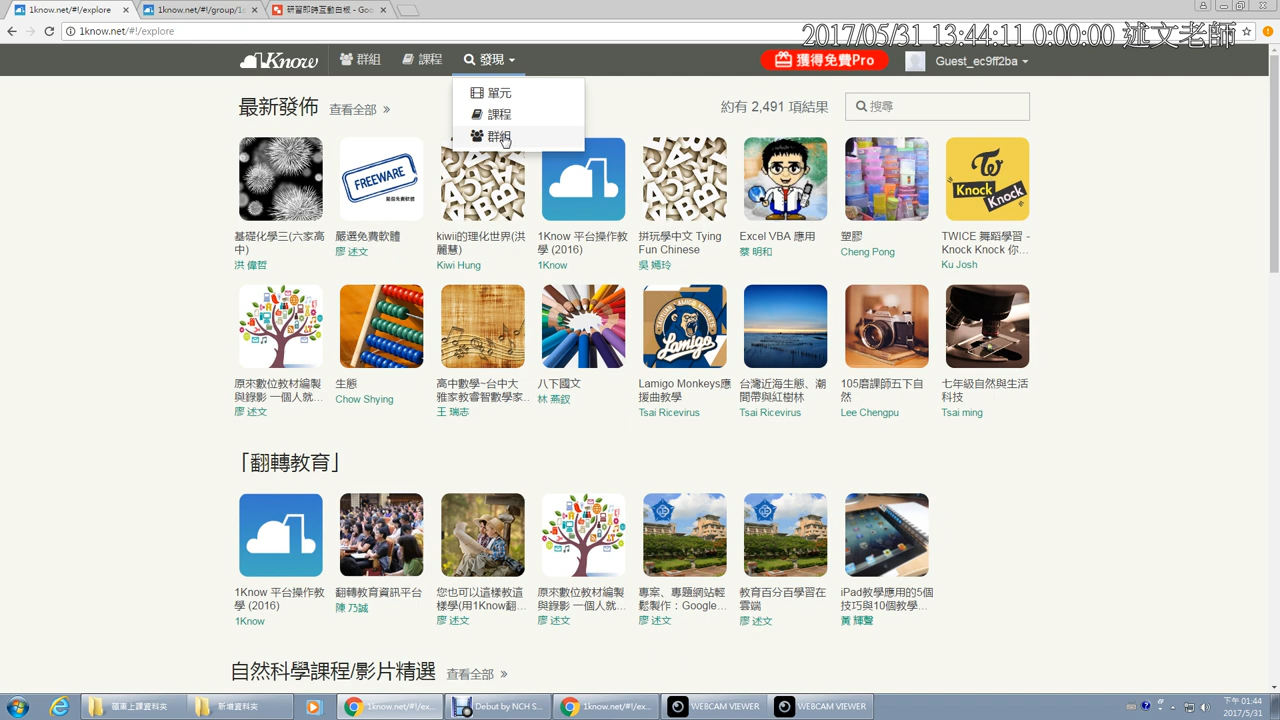 1know.net/#!/explore
1know.net/#!/group/1c
研習即時互動白板 - Goo
1know.net/#!/explore
2017/05/31 13:44:11 0:00:00 述文老師
1Know
群組
課程
發現
獲得免費Pro
Guest_ec9ff2ba
單元
課程
群組
最新發佈 查看全部 »
約有 2,491 項結果
搜尋
FREEWARE
嚴選免費軟體
TW
Knock
Knock
基礎化學三(六家高中)
洪 偉哲
嚴選免費軟體
廖 述文
kiwii的理化世界(洪麗慧)
Kiwi Hung
1Know 平台操作教學 (2016)
1Know
拼玩學中文 Tying Fun Chinese
吳 嫣玲
Excel VBA 應用
蔡 明和
塑膠
Cheng Pong
TWICE 舞蹈學習 - Knock Knock 你...
Ku Josh
Lamigo
原來數位教材編製與錄影 一個人就...
廖 述文
生態
Chow Shying
高中數學~台中大雅家教睿智數學家...
王 瑞志
八下國文
林 燕釵
Lamigo Monkeys應援曲教學
Tsai Ricevirus
台灣近海生態、潮間帶與紅樹林
Tsai Ricevirus
105磨課師五下自然
Lee Chengpu
七年級自然與生活科技
Tsai ming
「翻轉教育」
1Know 平台操作教學 (2016)
1Know
翻轉教育資訊平台
陳 乃誠
您也可以這樣教這樣學(用1Know翻...
廖 述文
原來數位教材編製與錄影 一個人就...
廖 述文
專案、專題網站輕鬆製作：Google...
廖 述文
教育百分百學習在雲端
廖 述文
iPad教學應用的5個技巧與10個教學...
黃 輝聲
自然科學課程/影片精選 查看全部 »
新增資料夾
1know.net/#!/ex...
Debut by NCH S...
1know.net/#!/ex...
WEBCAM VIEWER
WEBCAM VIEWER
下午 01:44
2017/5/31